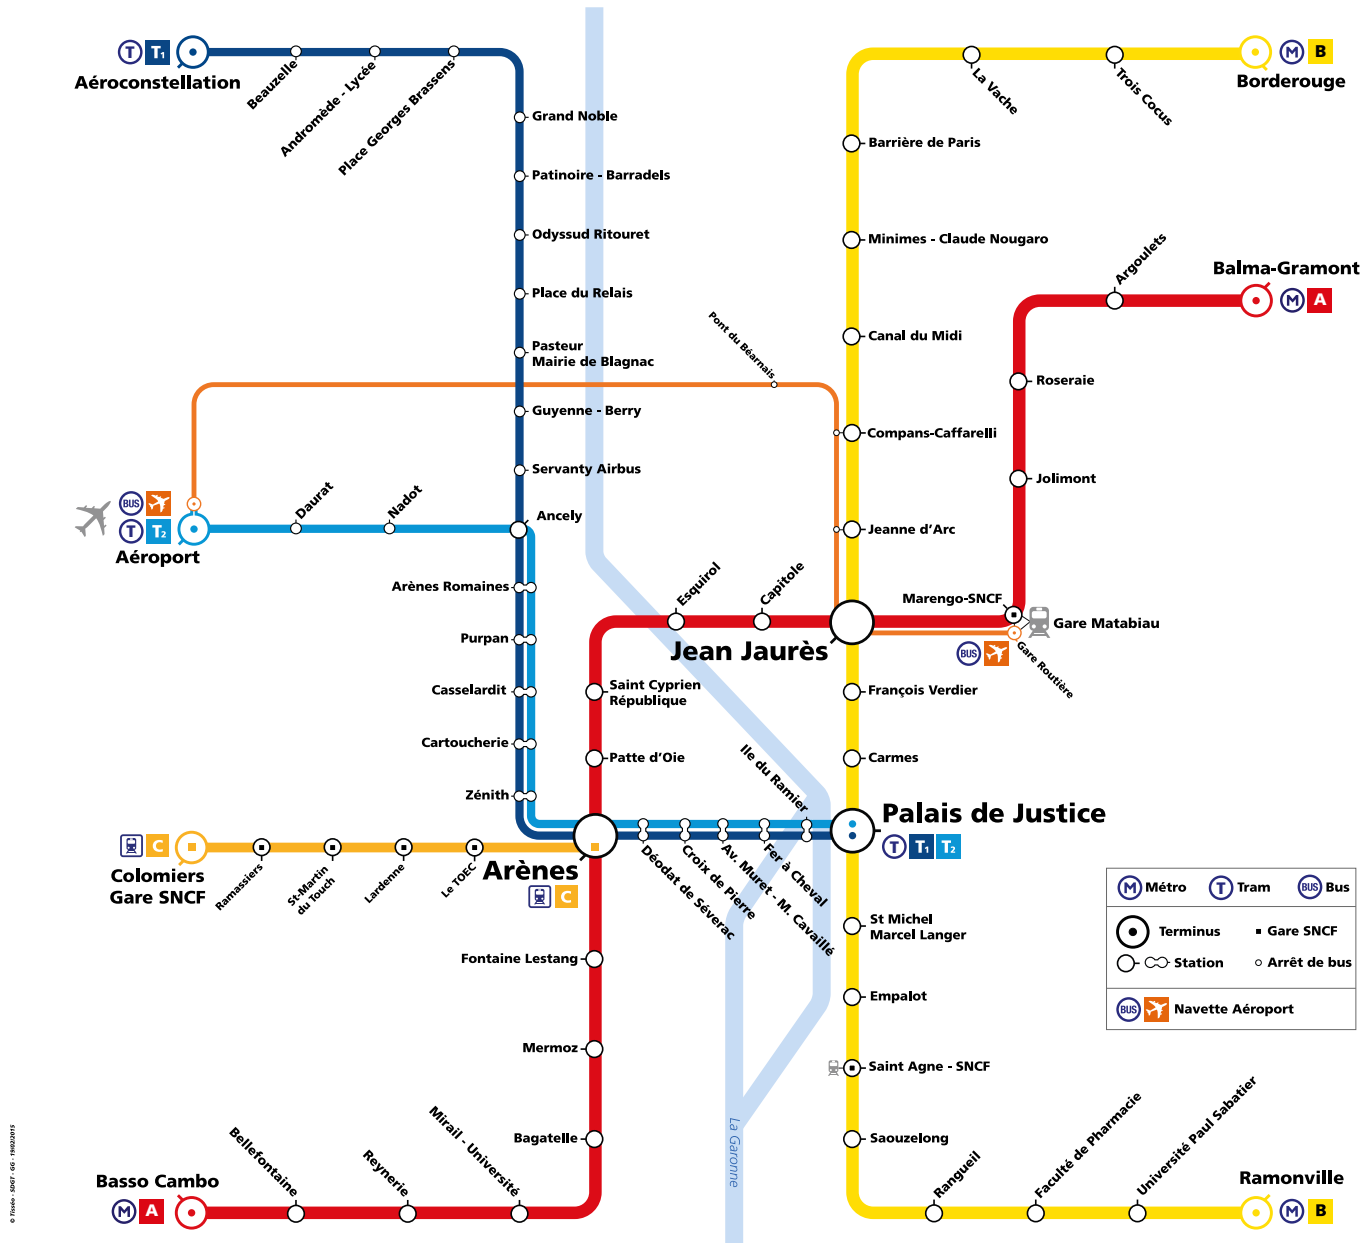 T T1
Aéroconstellation
Beauzelle
Andromède - Lycée
Place Georges Brassens
La Vache
Trois Cocus
M B
Borderouge
Grand Noble
Patinoire - Barradels
Odyssud Ritouret
Place du Relais
Pasteur
Mairie de Blagnac
Guyenne - Berry
Servanty Airbus
Ancely
Barrière de Paris
Minimes - Claude Nougaro
Canal du Midi
Compans-Caffarelli
Jeanne d'Arc
Pont du Béarnais
Argoulets
Balma-Gramont
M A
Roseraie
Jolimont
Marengo-SNCF
Gare Matabiau
Gare Routière
BUS
BUS
T T2
Aéroport
Daurat
Nadot
Arènes Romaines
Purpan
Casselardit
Cartoucherie
Zénith
Esquirol
Capitole
Jean Jaurès
Saint Cyprien
République
Patte d'Oie
François Verdier
Carmes
Ile du Ramier
Palais de Justice
T T1 T2
C
Colomiers
Gare SNCF
Ramassiers
St-Martin
du Touch
Lardenne
Le TOEC
Arènes
C
Déodat de Séverac
Croix de Pierre
Av. Muret - M. Cavaillé
Fer à Cheval
St Michel
Marcel Langer
Empalot
Saint Agne - SNCF
Saouzelong
Fontaine Lestang
Mermoz
Bagatelle
Mirail - Université
Reynerie
Bellefontaine
Basso Cambo
M A
La Garonne
Rangueil
Faculté de Pharmacie
Université Paul Sabatier
Ramonville
M B
M Métro T Tram BUS Bus
Terminus Gare SNCF
Station Arrêt de bus
BUS Navette Aéroport
© Tisséo - SDGT - GG - 19/02/2015